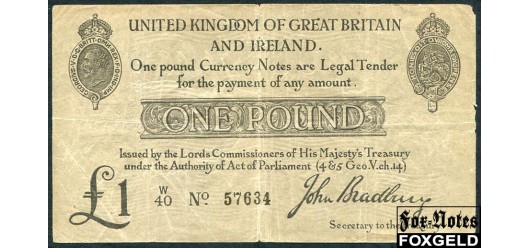 UNITED KINGDOM OF GREAT BRITAIN
AND IRELAND.
One pound Currency Notes are Legal Tender
for the payment of any amount.
ONE POUND
Issued by the Lords Commissioners of His Majesty's Treasury
under the Authority of Act of Parliament (4 & 5 Geo.V.ch.14)
£1
W/40 No 57634
John Bradbury
Secretary to the
Fox-Notes
FOXGELD